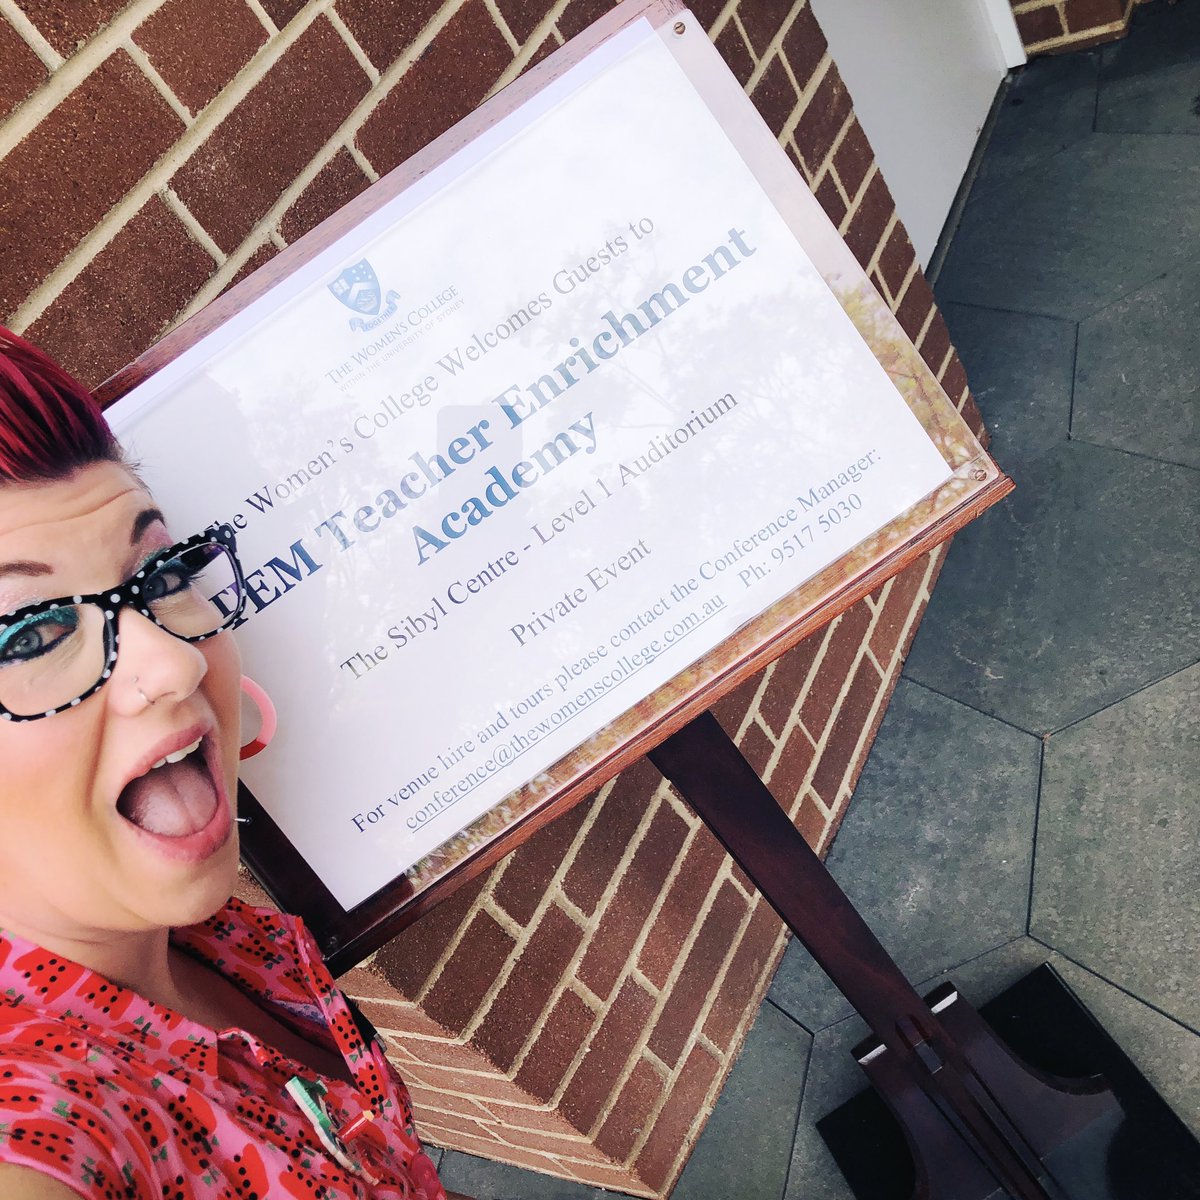 TOGETHER
THE WOMEN'S COLLEGE
WITHIN THE UNIVERSITY OF SYDNEY
The Women's College Welcomes Guests to
TEM Teacher Enrichment
Academy
The Sibyl Centre - Level 1 Auditorium
Private Event
For venue hire and tours please contact the Conference Manager:
conference@thewomenscollege.com.au Ph: 9517 5030